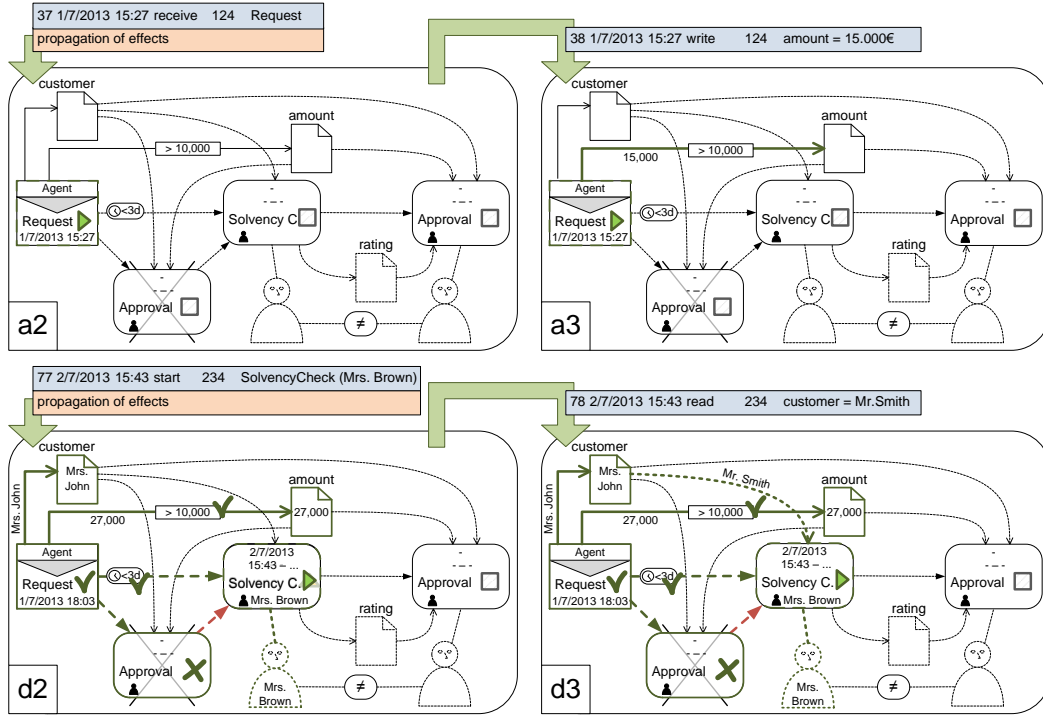 37 1/7/2013 15:27 receive 124 Request
propagation of effects
38 1/7/2013 15:27 write 124 amount = 15.000€
customer
amount
> 10,000
Agent
Request
1/7/2013 15:27
<3d
Solvency C.
Approval
rating
Approval
≠
a2
customer
amount
15,000
> 10,000
Agent
Request
1/7/2013 15:27
<3d
Solvency C.
Approval
rating
Approval
≠
a3
77 2/7/2013 15:43 start 234 SolvencyCheck (Mrs. Brown)
propagation of effects
78 2/7/2013 15:43 read 234 customer = Mr.Smith
customer
Mrs.
John
Mrs. John
amount
27,000
27,000
> 10,000
Agent
Request
1/7/2013 18:03
<3d
2/7/2013
15:43 – ...
Solvency C.
Mrs. Brown
Approval
rating
Approval
Mrs.
Brown
≠
d2
customer
Mrs.
John
Mrs. John
Mr. Smith
amount
27,000
27,000
> 10,000
Agent
Request
1/7/2013 18:03
<3d
2/7/2013
15:43 – ...
Solvency C.
Mrs. Brown
Approval
rating
Approval
Mrs.
Brown
≠
d3